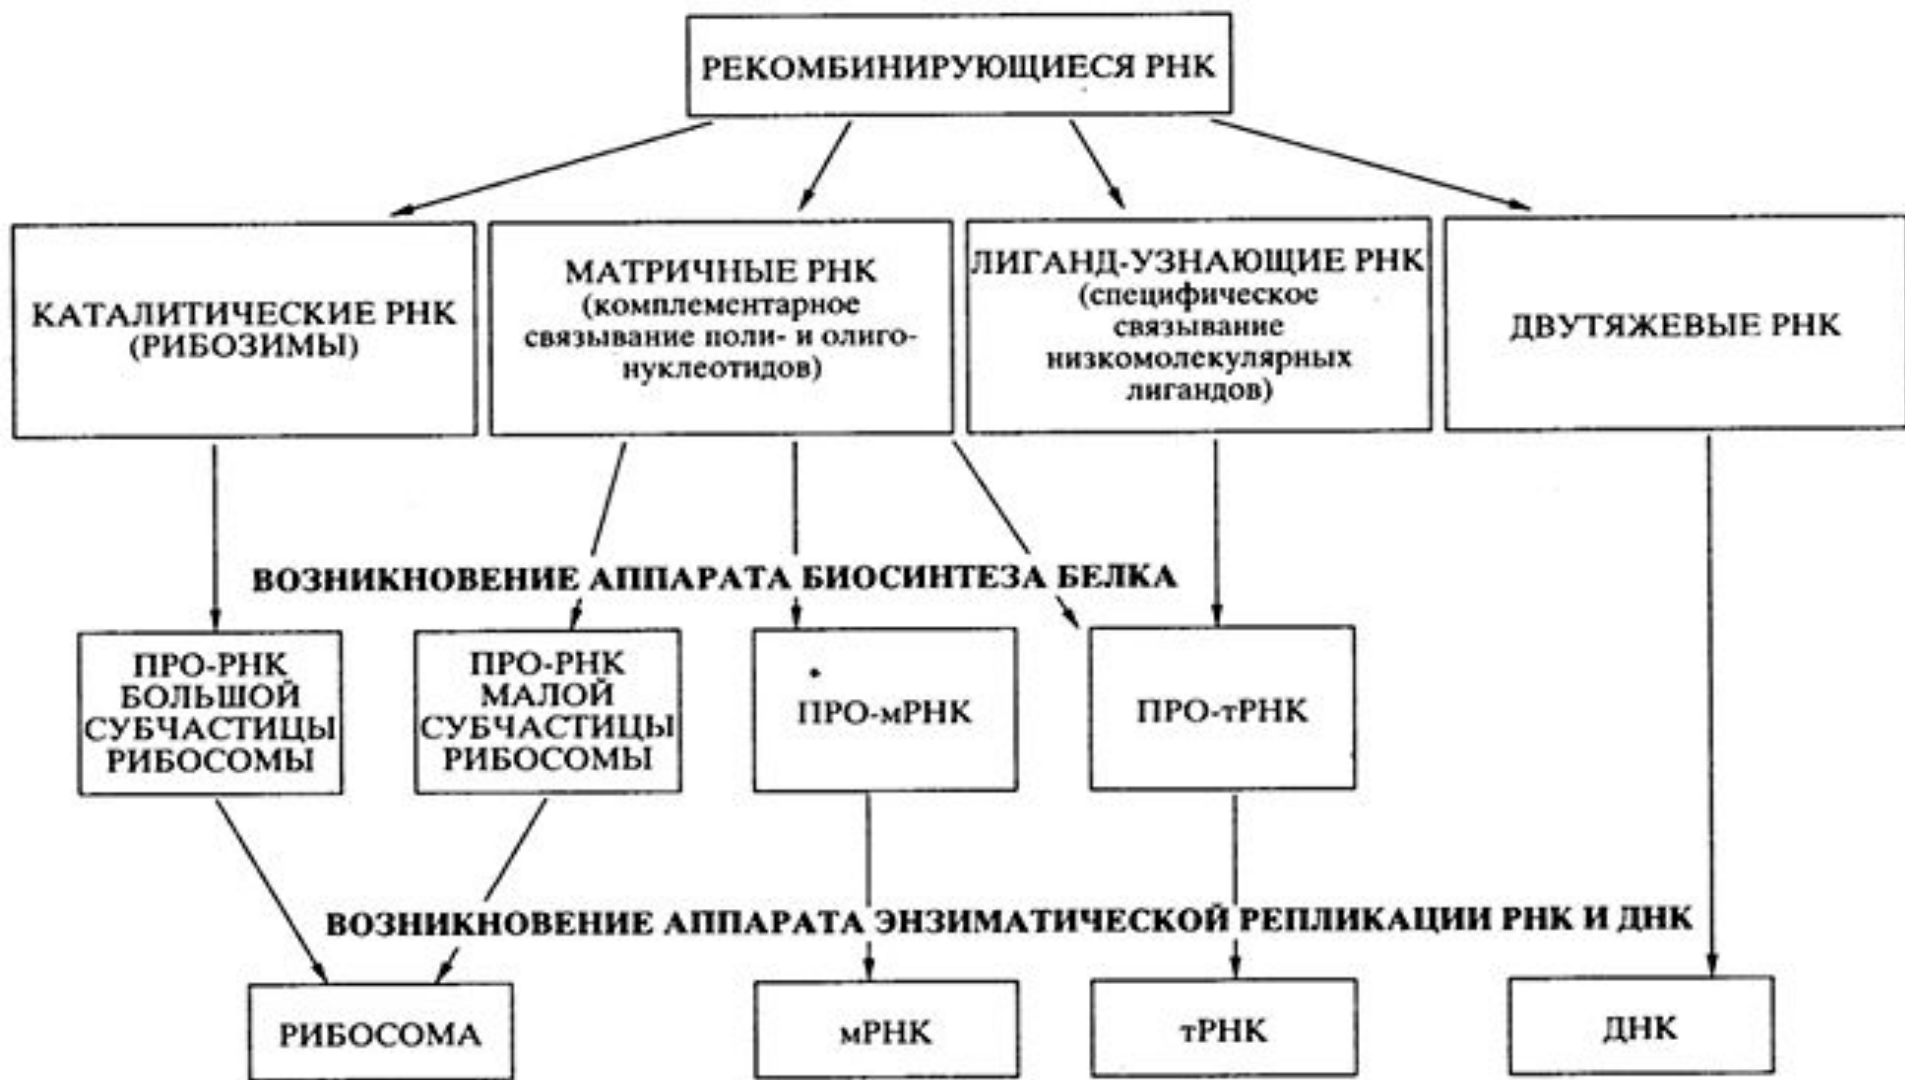 РЕКОМБИНИРУЮЩИЕСЯ РНК
КАТАЛИТИЧЕСКИЕ РНК
(РИБОЗИМЫ)
МАТРИЧНЫЕ РНК
(комплементарное
связывание поли- и олиго-
нуклеотидов)
ЛИГАНД-УЗНАЮЩИЕ РНК
(специфическое
связывание
низкомолекулярных
лигандов)
ДВУТЯЖЕВЫЕ РНК
ВОЗНИКНОВЕНИЕ АППАРАТА БИОСИНТЕЗА БЕЛКА
ПРО-РНК
БОЛЬШОЙ
СУБЧАСТИЦЫ
РИБОСОМЫ
ПРО-РНК
МАЛОЙ
СУБЧАСТИЦЫ
РИБОСОМЫ
ПРО-мРНК
ПРО-тРНК
ВОЗНИКНОВЕНИЕ АППАРАТА ЭНЗИМАТИЧЕСКОЙ РЕПЛИКАЦИИ РНК И ДНК
РИБОСОМА
мРНК
тРНК
ДНК